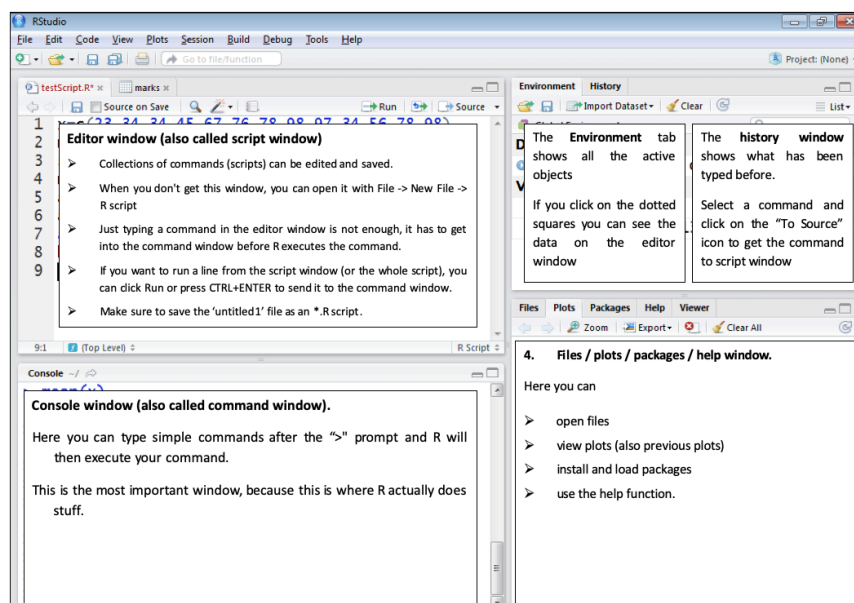 RStudio
File Edit Code View Plots Session Build Debug Tools Help
Go to file/function
Project: (None)
testScript.R* × marks ×
Source on Save Run Source
1
2
3
4
5
6
7
8
9
Editor window (also called script window)
➢ Collections of commands (scripts) can be edited and saved.
➢ When you don't get this window, you can open it with File -> New File ->
R script
➢ Just typing a command in the editor window is not enough, it has to get
into the command window before R executes the command.
➢ If you want to run a line from the script window (or the whole script), you
can click Run or press CTRL+ENTER to send it to the command window.
➢ Make sure to save the 'untitled1' file as an *.R script.
9:1 (Top Level) R Script
Console ~/
Console window (also called command window).
Here you can type simple commands after the ">" prompt and R will
then execute your command.
This is the most important window, because this is where R actually does
stuff.
Environment History
Import Dataset Clear List
The Environment tab
shows all the active
objects
If you click on the dotted
squares you can see the
data on the editor
window
The history window
shows what has been
typed before.
Select a command and
click on the "To Source"
icon to get the command
to script window
Files Plots Packages Help Viewer
Zoom Export Clear All
4. Files / plots / packages / help window.
Here you can
➢ open files
➢ view plots (also previous plots)
➢ install and load packages
➢ use the help function.